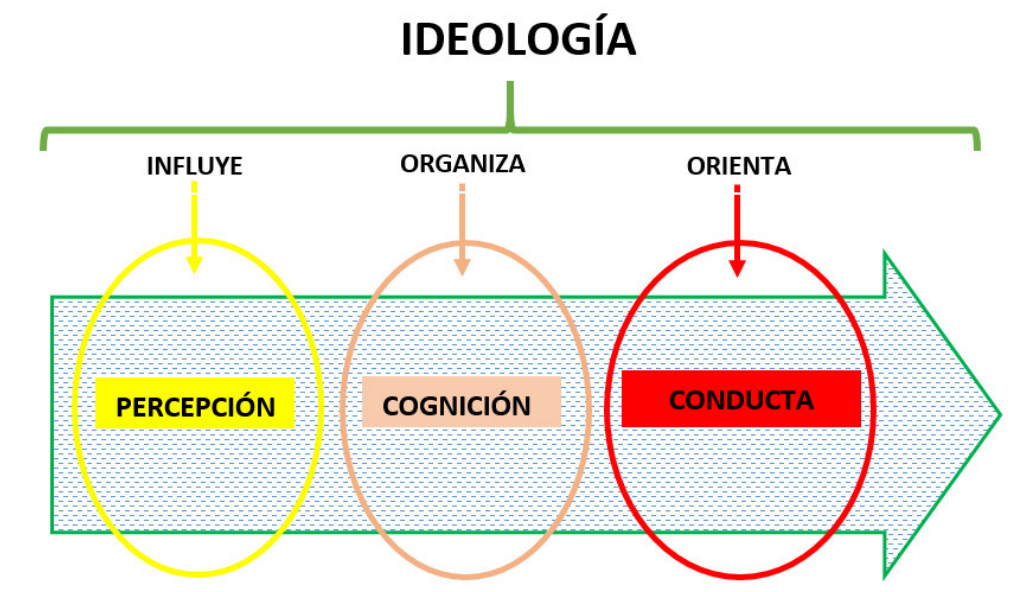 IDEOLOGÍA
INFLUYE
ORGANIZA
ORIENTA
PERCEPCIÓN
COGNICIÓN
CONDUCTA